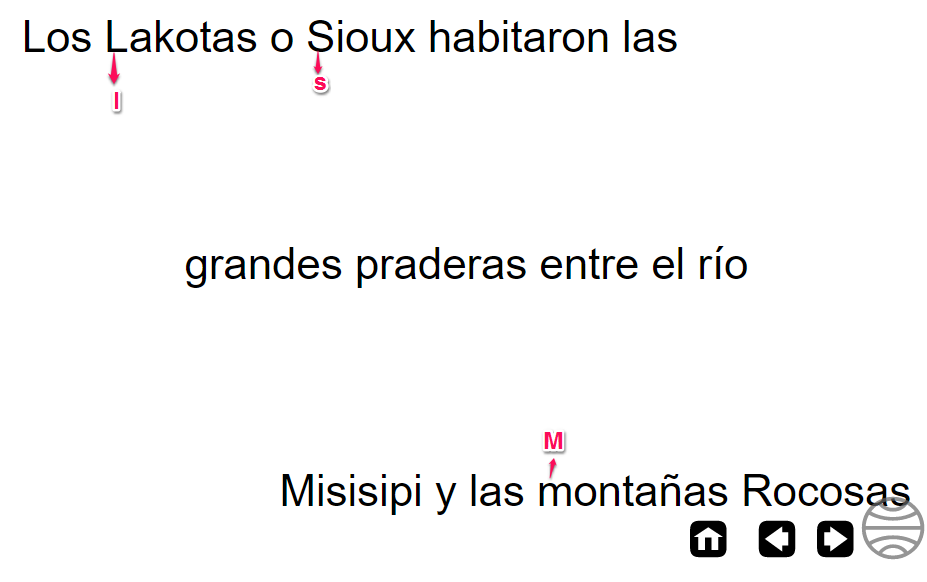 Los Lakotas o Sioux habitaron las
l
s
grandes praderas entre el río
M
Misisipi y las montañas Rocosas